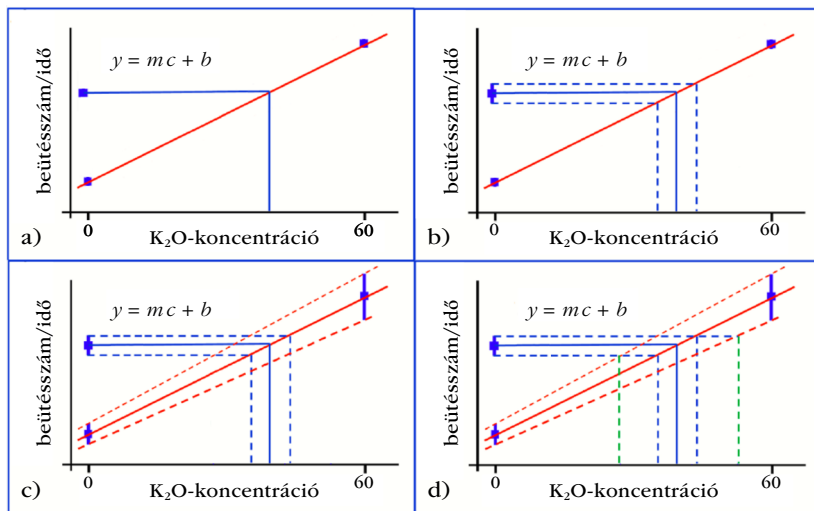 y = mc + b
beütésszám/idő
0
60
K₂O-koncentráció
a)
y = mc + b
beütésszám/idő
0
60
K₂O-koncentráció
b)
y = mc + b
beütésszám/idő
0
60
K₂O-koncentráció
c)
y = mc + b
beütésszám/idő
0
60
K₂O-koncentráció
d)